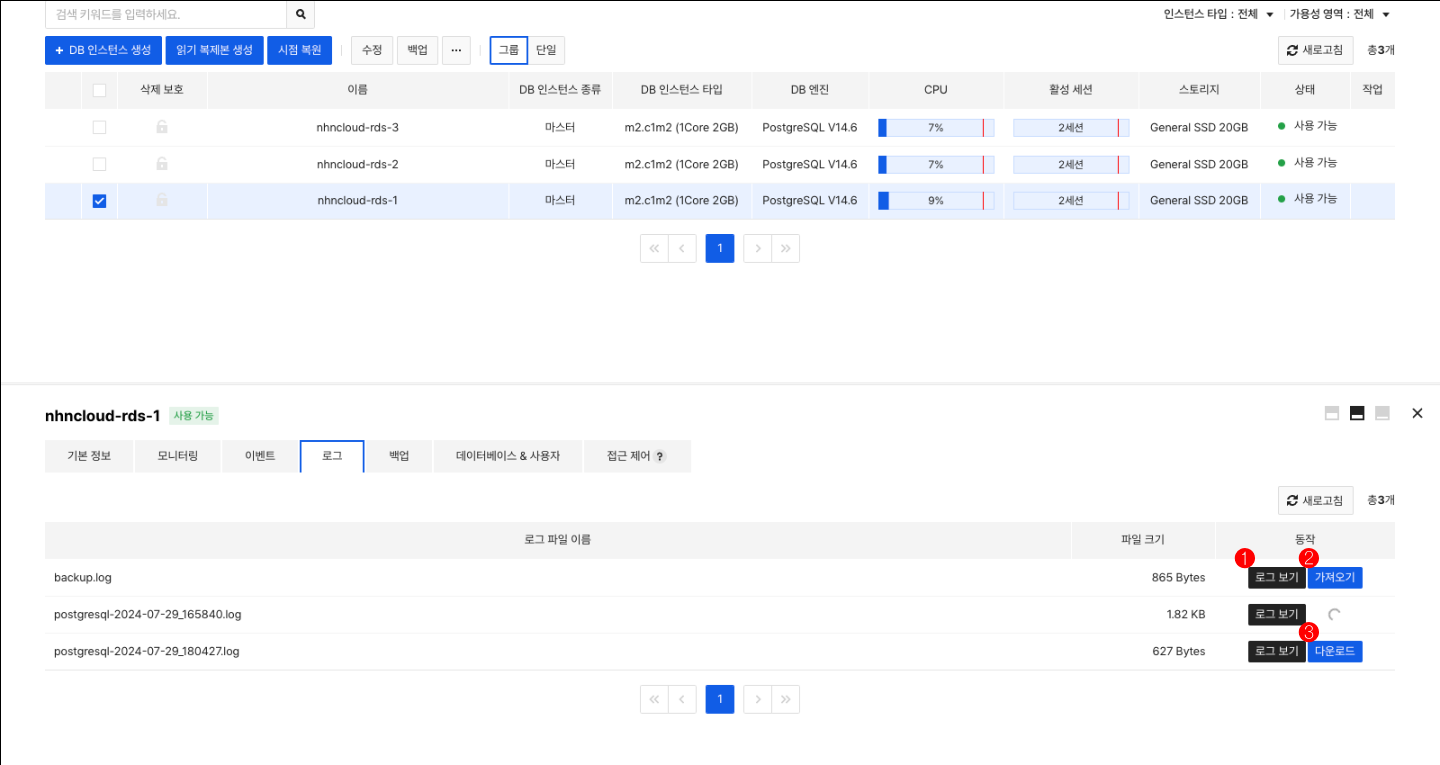 검색 키워드를 입력하세요.
인스턴스 타입 : 전체 가용성 영역 : 전체
+ DB 인스턴스 생성 읽기 복제본 생성 시점 복원 수정 백업 ... 그룹 단일 새로고침 총3개
삭제 보호 이름 DB 인스턴스 종류 DB 인스턴스 타입 DB 엔진 CPU 활성 세션 스토리지 상태 작업
nhncloud-rds-3 마스터 m2.c1m2 (1Core 2GB) PostgreSQL V14.6 7% 2세션 General SSD 20GB 사용 가능
nhncloud-rds-2 마스터 m2.c1m2 (1Core 2GB) PostgreSQL V14.6 7% 2세션 General SSD 20GB 사용 가능
nhncloud-rds-1 마스터 m2.c1m2 (1Core 2GB) PostgreSQL V14.6 9% 2세션 General SSD 20GB 사용 가능
1
nhncloud-rds-1 사용 가능
기본 정보 모니터링 이벤트 로그 백업 데이터베이스 & 사용자 접근 제어 ?
새로고침 총3개
로그 파일 이름 파일 크기 동작
1 2
backup.log 865 Bytes 로그 보기 가져오기
postgresql-2024-07-29_165840.log 1.82 KB 로그 보기
3
postgresql-2024-07-29_180427.log 627 Bytes 로그 보기 다운로드
1